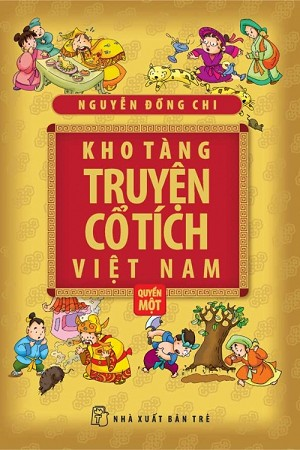 NGUYỄN ĐỔNG CHI
KHO TÀNG
TRUYỆN
CỔ TÍCH
VIỆT NAM
QUYỂN
MỘT
NHÀ XUẤT BẢN TRẺ